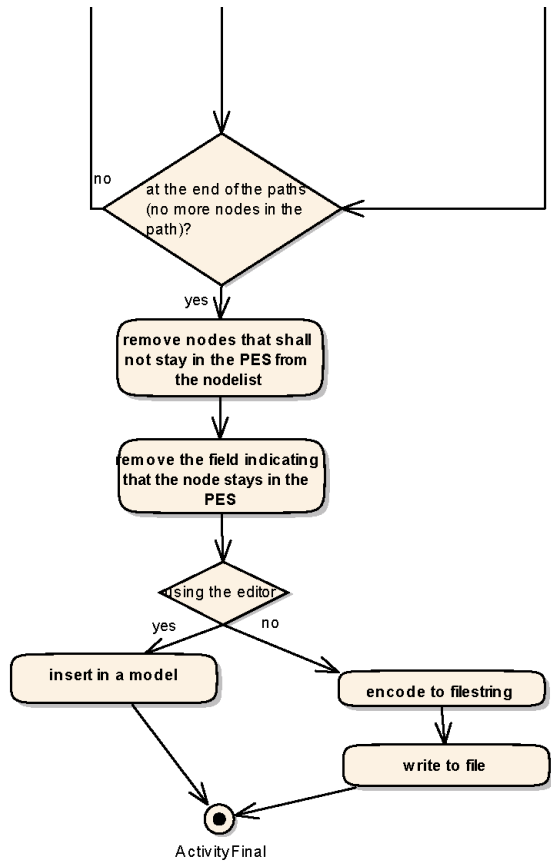 no
at the end of the paths
(no more nodes in the
path)?
yes
remove nodes that shall
not stay in the PES from
the nodelist
remove the field indicating
that the node stays in the
PES
using the editor
yes
no
insert in a model
encode to filestring
write to file
ActivityFinal